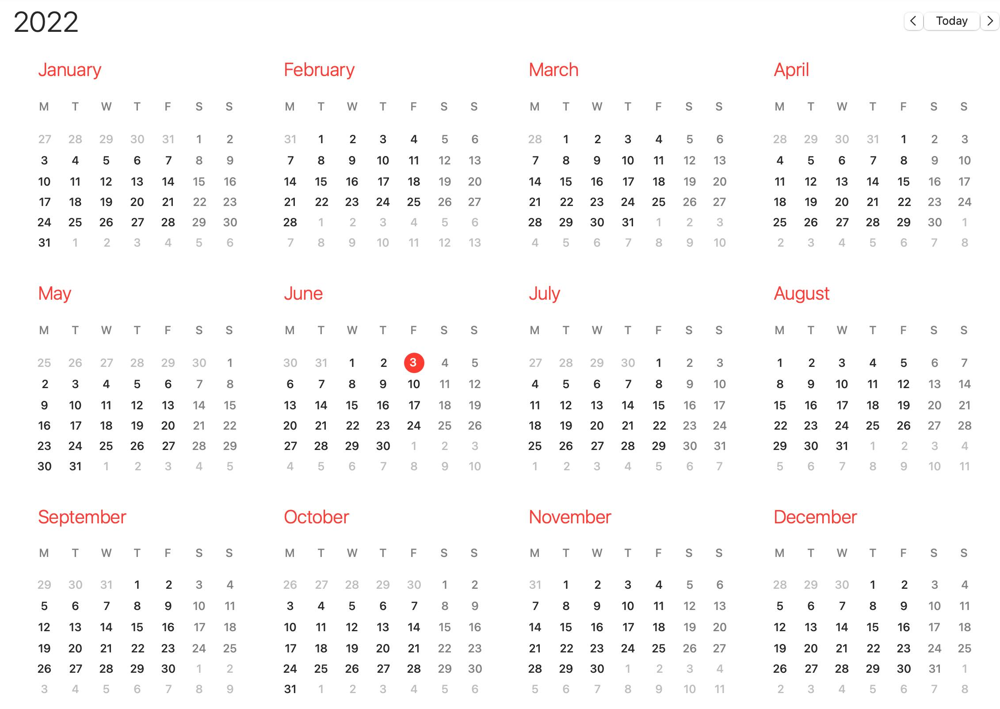 2022
Today
January
M T W T F S S
27 28 29 30 31 1 2
3 4 5 6 7 8 9
10 11 12 13 14 15 16
17 18 19 20 21 22 23
24 25 26 27 28 29 30
31 1 2 3 4 5 6
February
M T W T F S S
31 1 2 3 4 5 6
7 8 9 10 11 12 13
14 15 16 17 18 19 20
21 22 23 24 25 26 27
28 1 2 3 4 5 6
7 8 9 10 11 12 13
March
M T W T F S S
28 1 2 3 4 5 6
7 8 9 10 11 12 13
14 15 16 17 18 19 20
21 22 23 24 25 26 27
28 29 30 31 1 2 3
4 5 6 7 8 9 10
April
M T W T F S S
28 29 30 31 1 2 3
4 5 6 7 8 9 10
11 12 13 14 15 16 17
18 19 20 21 22 23 24
25 26 27 28 29 30 1
2 3 4 5 6 7 8
May
M T W T F S S
25 26 27 28 29 30 1
2 3 4 5 6 7 8
9 10 11 12 13 14 15
16 17 18 19 20 21 22
23 24 25 26 27 28 29
30 31 1 2 3 4 5
June
M T W T F S S
30 31 1 2 3 4 5
6 7 8 9 10 11 12
13 14 15 16 17 18 19
20 21 22 23 24 25 26
27 28 29 30 1 2 3
4 5 6 7 8 9 10
July
M T W T F S S
27 28 29 30 1 2 3
4 5 6 7 8 9 10
11 12 13 14 15 16 17
18 19 20 21 22 23 24
25 26 27 28 29 30 31
1 2 3 4 5 6 7
August
M T W T F S S
1 2 3 4 5 6 7
8 9 10 11 12 13 14
15 16 17 18 19 20 21
22 23 24 25 26 27 28
29 30 31 1 2 3 4
5 6 7 8 9 10 11
September
M T W T F S S
29 30 31 1 2 3 4
5 6 7 8 9 10 11
12 13 14 15 16 17 18
19 20 21 22 23 24 25
26 27 28 29 30 1 2
3 4 5 6 7 8 9
October
M T W T F S S
26 27 28 29 30 1 2
3 4 5 6 7 8 9
10 11 12 13 14 15 16
17 18 19 20 21 22 23
24 25 26 27 28 29 30
31 1 2 3 4 5 6
November
M T W T F S S
31 1 2 3 4 5 6
7 8 9 10 11 12 13
14 15 16 17 18 19 20
21 22 23 24 25 26 27
28 29 30 1 2 3 4
5 6 7 8 9 10 11
December
M T W T F S S
28 29 30 1 2 3 4
5 6 7 8 9 10 11
12 13 14 15 16 17 18
19 20 21 22 23 24 25
26 27 28 29 30 31 1
2 3 4 5 6 7 8